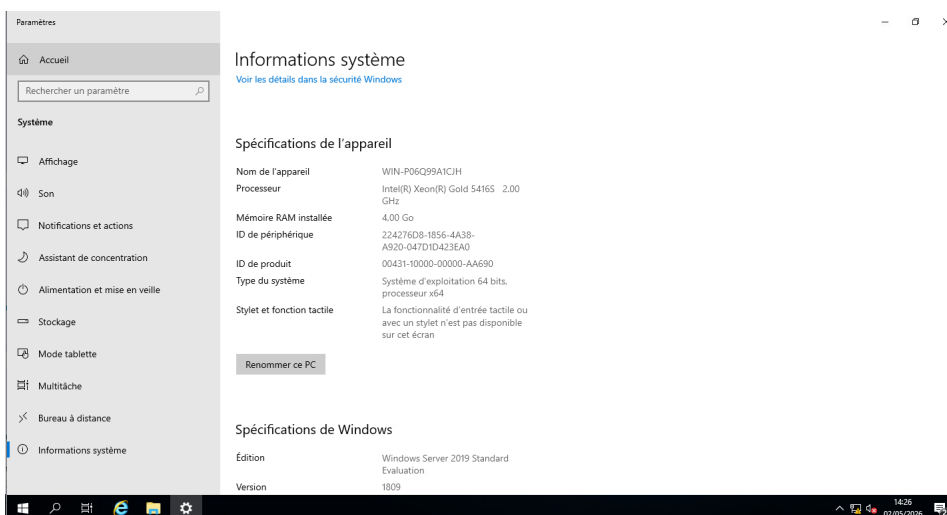 Paramètres
Accueil
Rechercher un paramètre
Système
Affichage
Son
Notifications et actions
Assistant de concentration
Alimentation et mise en veille
Stockage
Mode tablette
Multitâche
Bureau à distance
Informations système
Informations système
Voir les détails dans la sécurité Windows
Spécifications de l'appareil
Nom de l'appareil WIN-P06Q99A1CJH
Processeur Intel(R) Xeon(R) Gold 5416S 2.00
GHz
Mémoire RAM installée 4,00 Go
ID de périphérique 224276D8-1856-4A38-
A920-047D1D423EA0
ID de produit 00431-10000-00000-AA690
Type du système Système d'exploitation 64 bits,
processeur x64
Stylet et fonction tactile La fonctionnalité d'entrée tactile ou
avec un stylet n'est pas disponible
sur cet écran
Renommer ce PC
Spécifications de Windows
Édition Windows Server 2019 Standard
Evaluation
Version 1809
14:26
02/05/2026